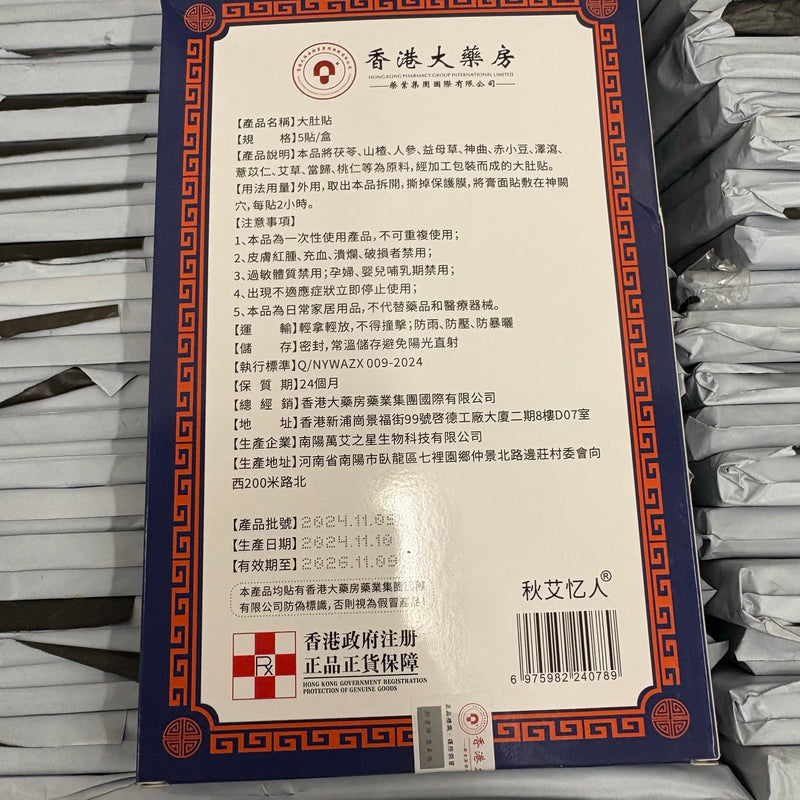 香港大藥房
HONG KONG PHARMACY GROUP INTERNATIONAL LIMITED
藥業集團國際有限公司
【產品名稱】大肚貼
【規 格】5貼/盒
【產品說明】本品將茯苓、山楂、人參、益母草、神曲、赤小豆、澤瀉、
薏苡仁、艾草、當歸、桃仁等為原料,經加工包裝而成的大肚貼。
【用法用量】外用,取出本品拆開,撕掉保護膜,將膏面貼敷在神闕
穴,每貼2小時。
【注意事項】
1、本品為一次性使用產品,不可重複使用;
2、皮膚紅腫、充血、潰爛、破損者禁用;
3、過敏體質禁用;孕婦、嬰兒哺乳期禁用;
4、出現不適應症狀立即停止使用;
5、本品為日常家居用品,不代替藥品和醫療器械。
【運 輸】輕拿輕放,不得撞擊;防雨、防壓、防暴曬
【儲 存】密封,常溫儲存避免陽光直射
【執行標準】Q/NYWAZX 009-2024
【保 質 期】24個月
【總 經 銷】香港大藥房藥業集團國際有限公司
【地 址】香港新浦崗景福街99號啓德工廠大廈二期8樓D07室
【生產企業】南陽萬艾之星生物科技有限公司
【生產地址】河南省南陽市臥龍區七裡園鄉仲景北路邊莊村委會向
西200米路北
【產品批號】2024.11.09
【生產日期】2024.11.10
【有效期至】2026.11.09
本產品均貼有香港大藥房藥業集團國際
有限公司防偽標識,否則視為假冒產品!
秋艾忆人®
Rx
香港政府注册
正品正貨保障
HONG KONG GOVERNMENT REGISTRATION
PROTECTION OF GENUINE GOODS
6 975982 240789
香港大